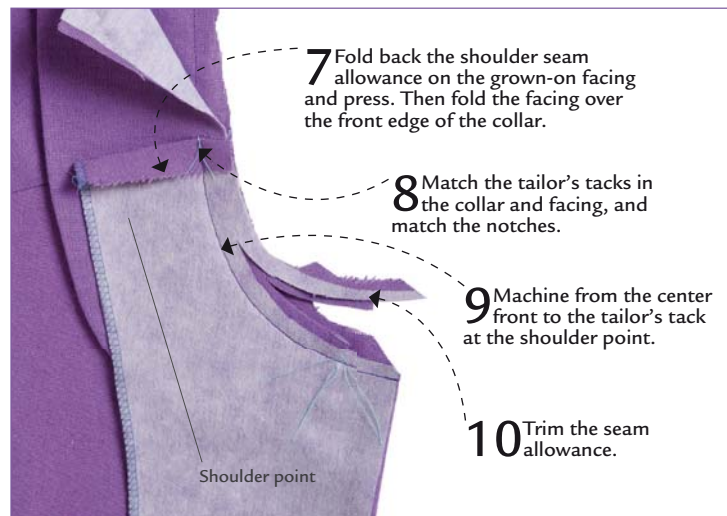 7 Fold back the shoulder seam
allowance on the grown-on facing
and press. Then fold the facing over
the front edge of the collar.
8 Match the tailor’s tacks in
the collar and facing, and
match the notches.
9 Machine from the center
front to the tailor’s tack
at the shoulder point.
10 Trim the seam
allowance.
Shoulder point